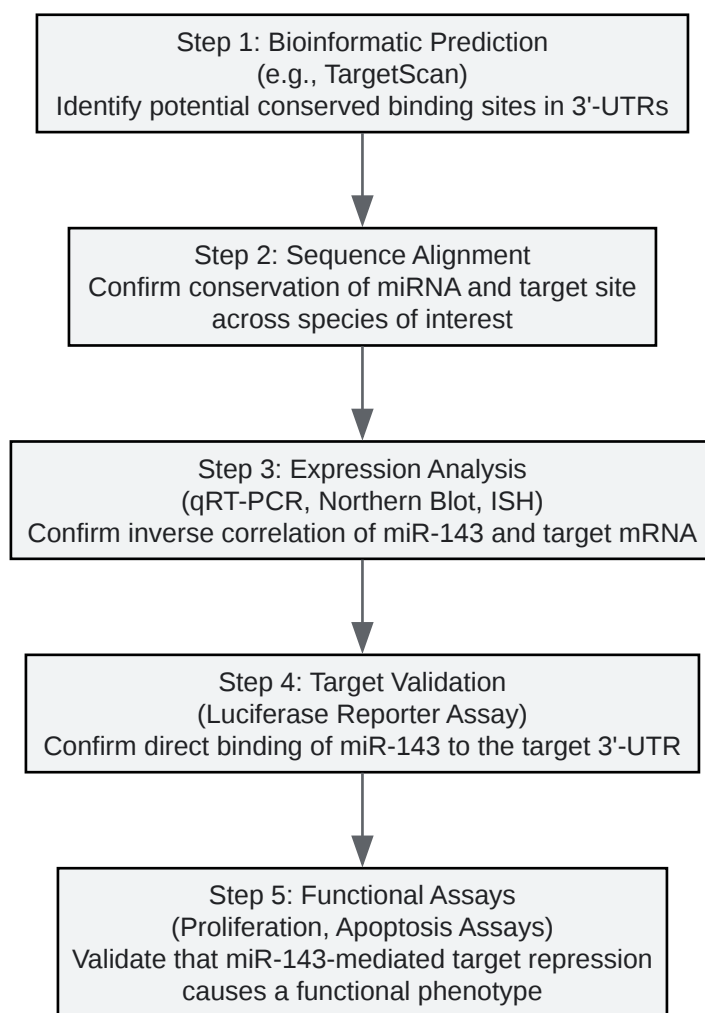 Step 1: Bioinformatic Prediction
(e.g., TargetScan)
Identify potential conserved binding sites in 3'-UTRs
Step 2: Sequence Alignment
Confirm conservation of miRNA and target site
across species of interest
Step 3: Expression Analysis
(qRT-PCR, Northern Blot, ISH)
Confirm inverse correlation of miR-143 and target mRNA
Step 4: Target Validation
(Luciferase Reporter Assay)
Confirm direct binding of miR-143 to the target 3'-UTR
Step 5: Functional Assays
(Proliferation, Apoptosis Assays)
Validate that miR-143-mediated target repression
causes a functional phenotype